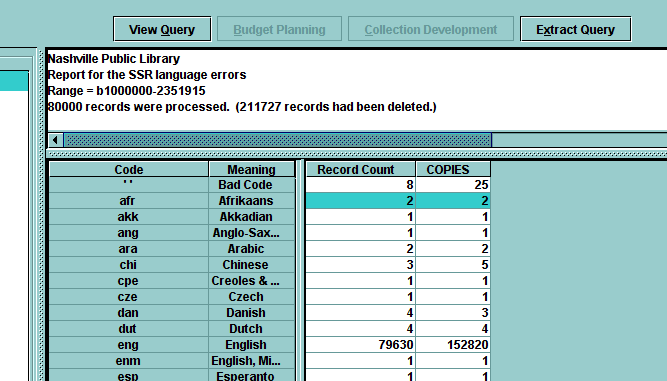 View Query Budget Planning Collection Development Extract Query
Nashville Public Library
Report for the SSR language errors
Range = b1000000-2351915
80000 records were processed. (211727 records had been deleted.)
Code Meaning Record Count COPIES
' ' Bad Code 8 25
afr Afrikaans 2 2
akk Akkadian 1 1
ang Anglo-Sax... 1 1
ara Arabic 2 2
chi Chinese 3 5
cpe Creoles & ... 1 1
cze Czech 1 1
dan Danish 4 3
dut Dutch 4 4
eng English 79630 152820
enm English, Mi... 1 1
esp Esperanto 1 1